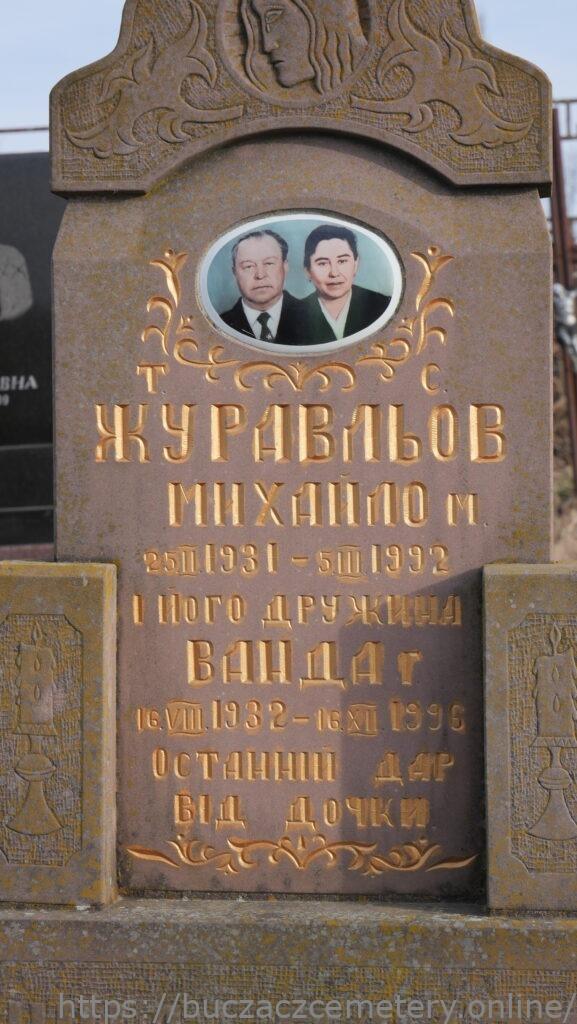 Т С.
ЖУРАВЛЬОВ
МИХАЙЛО М.
25.II.1931 – 5.III 1992
І ЙОГО ДРУЖИНА
ВАНДА Г
16.VIII.1932 – 16.XII.1996
ОСТАННІЙ ДАР
ВІД ДОЧКИ.
https://buczaczcemetery.online/